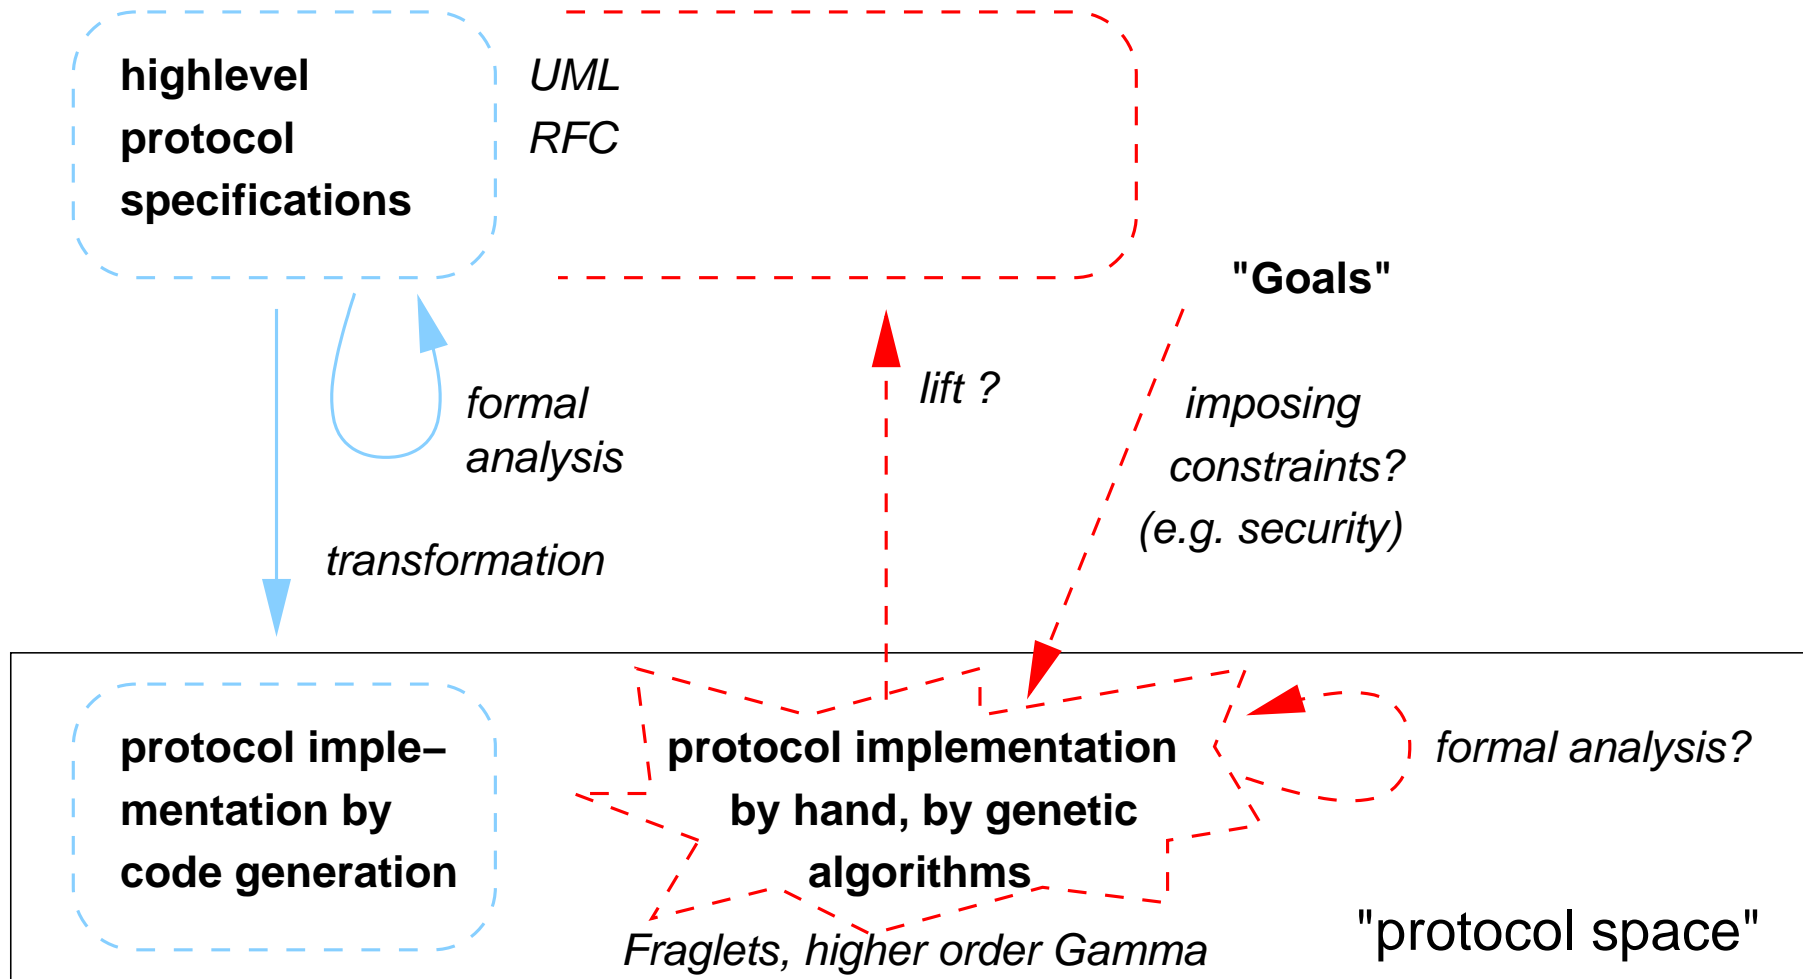 highlevel
protocol
specifications
UML
RFC
"Goals"
formal
analysis
lift ?
imposing
constraints?
(e.g. security)
transformation
protocol imple–
mentation by
code generation
protocol implementation
by hand, by genetic
algorithms
formal analysis?
Fraglets, higher order Gamma
"protocol space"